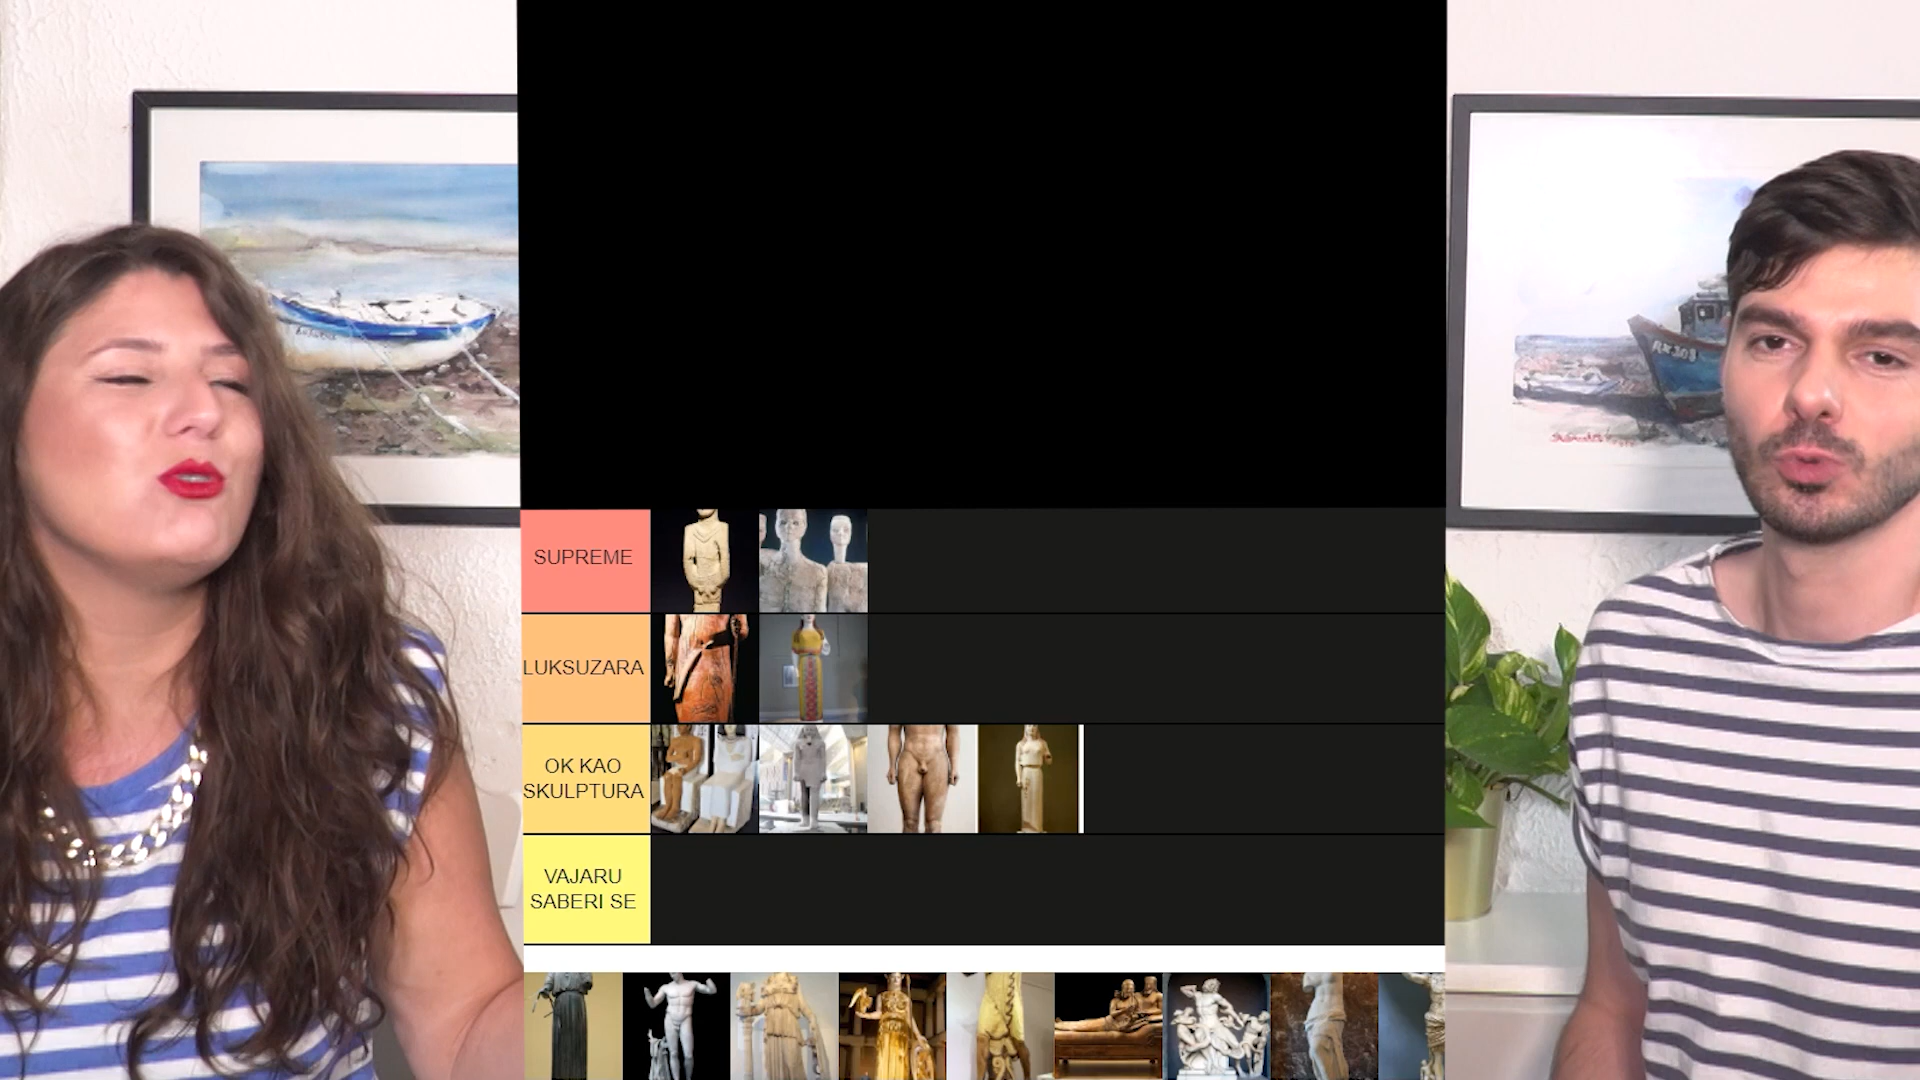 SUPREME
LUKSUZARA
OK KAO
SKULPTURA
VAJARU
SABERI SE